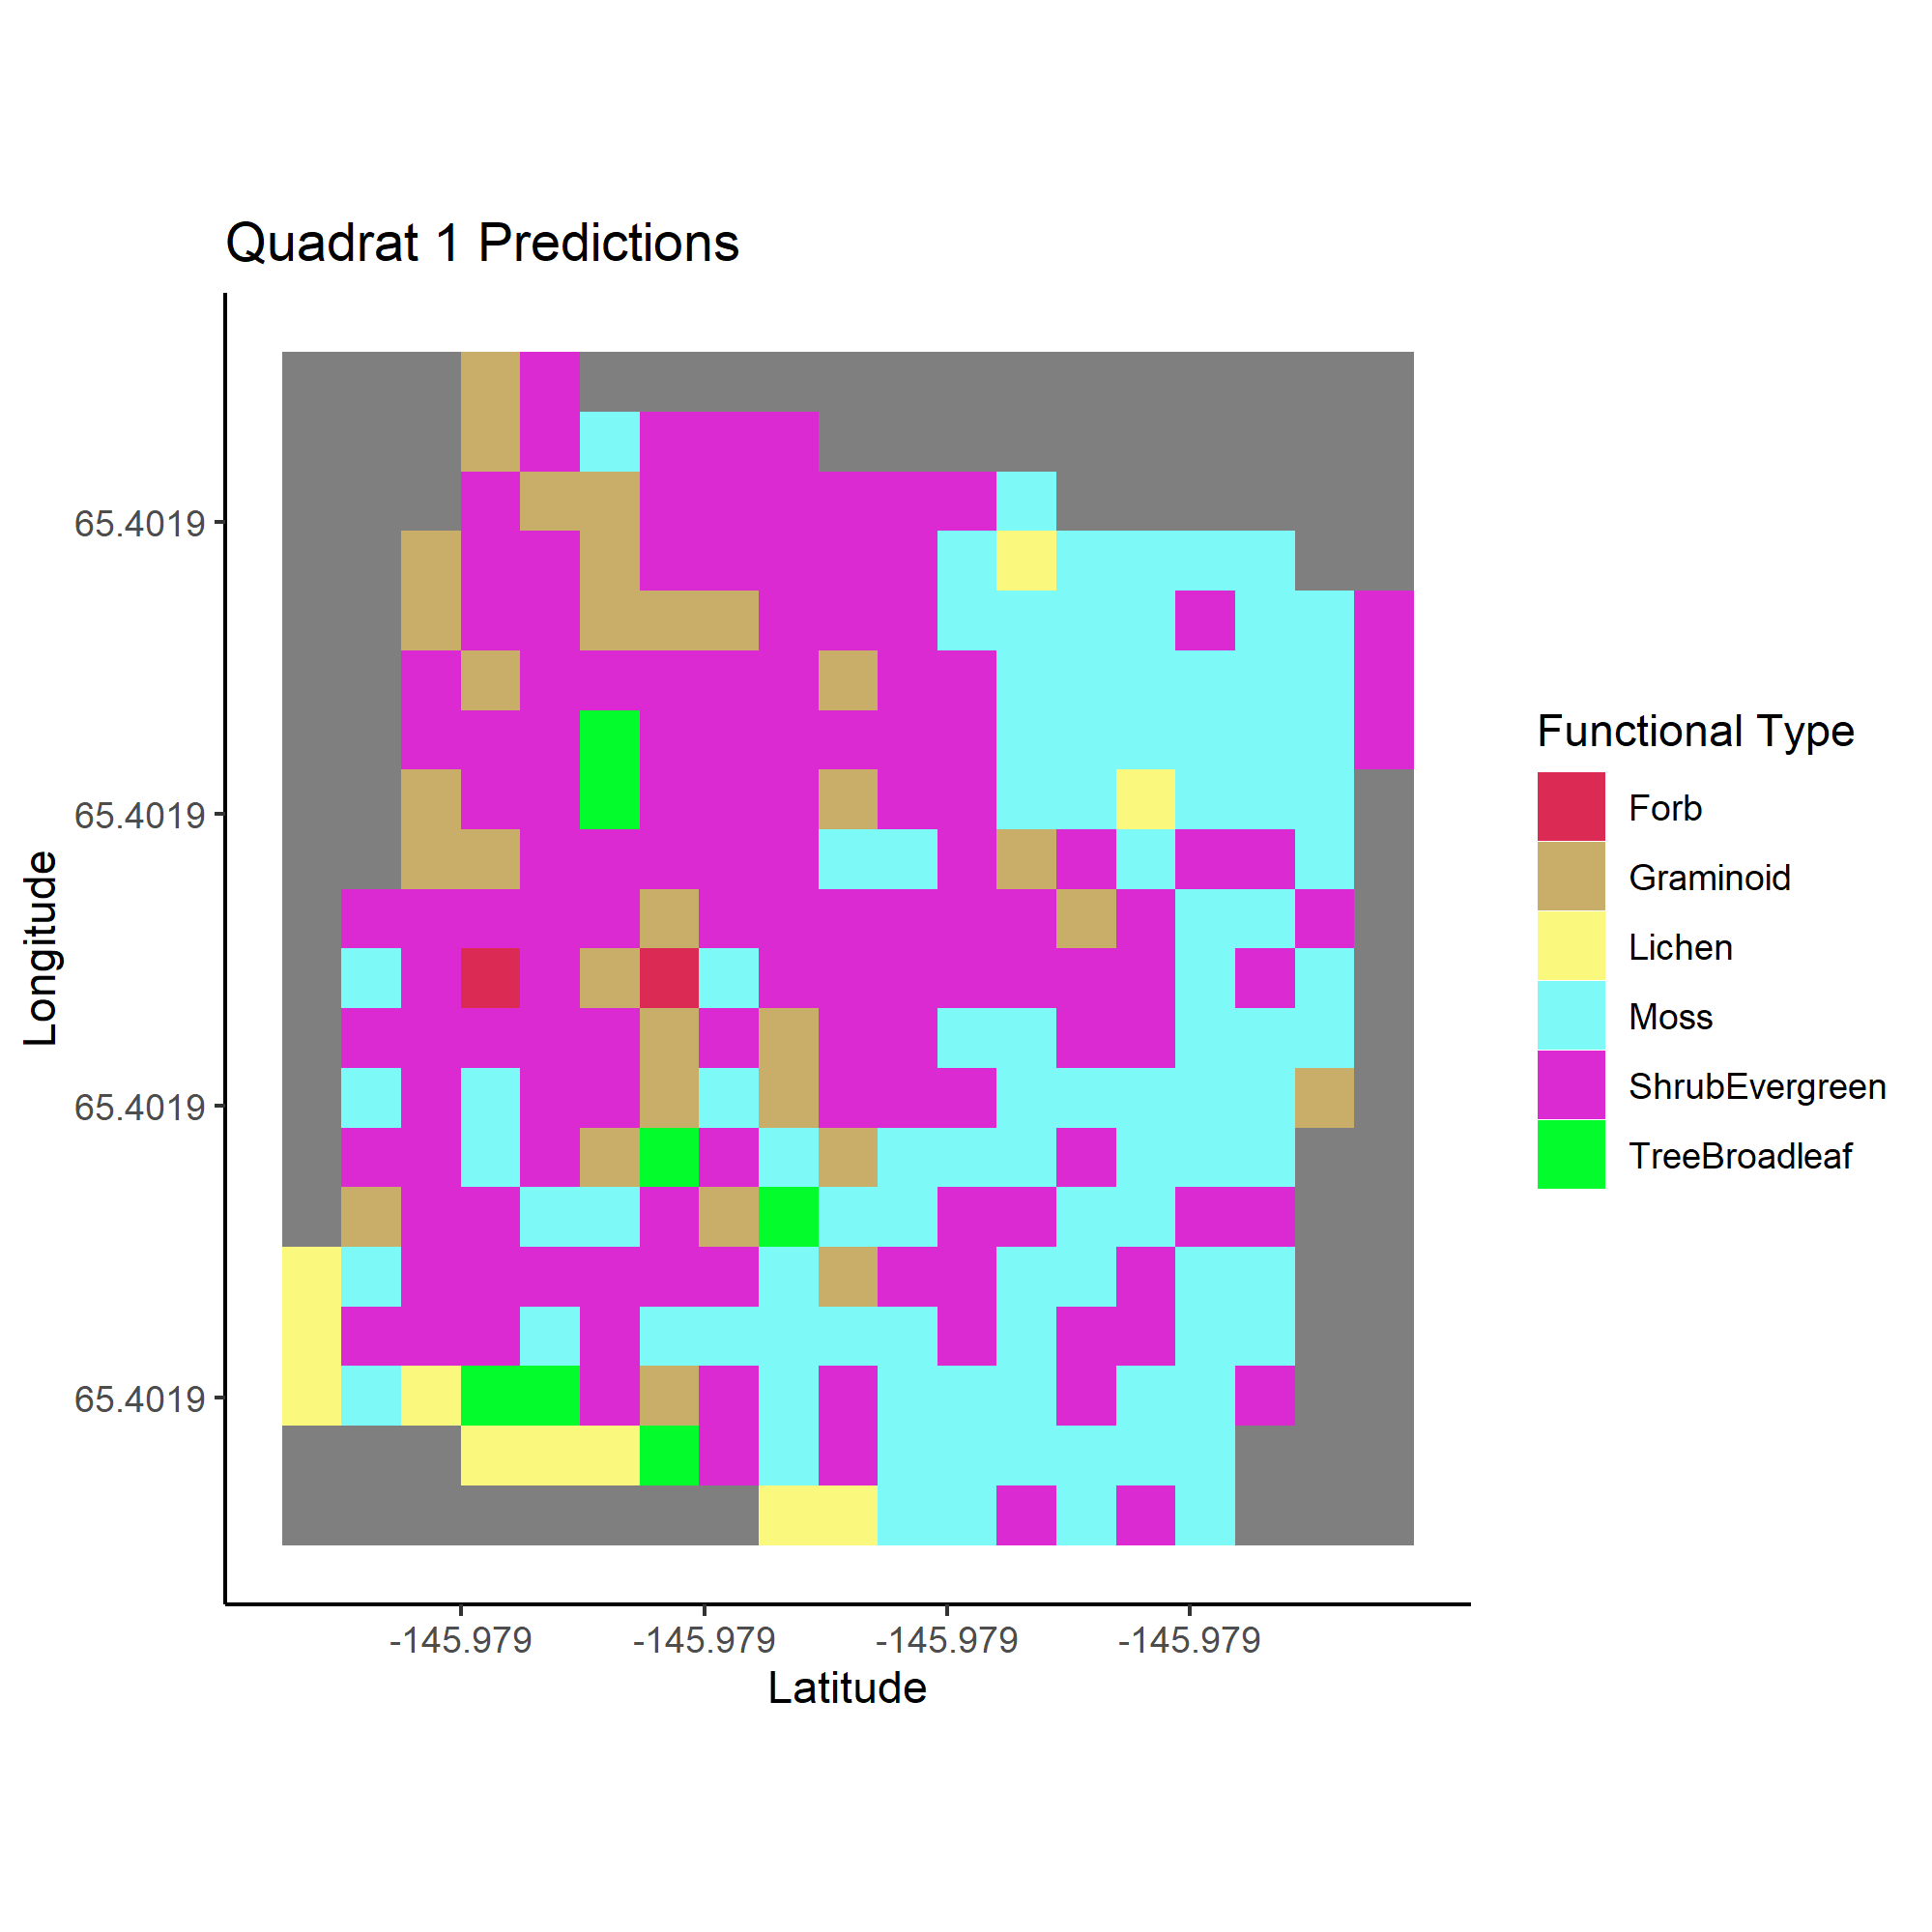 Quadrat 1 Predictions
65.4019
65.4019
65.4019
65.4019
Longitude
-145.979 -145.979 -145.979 -145.979
Latitude
Functional Type
Forb
Graminoid
Lichen
Moss
ShrubEvergreen
TreeBroadleaf